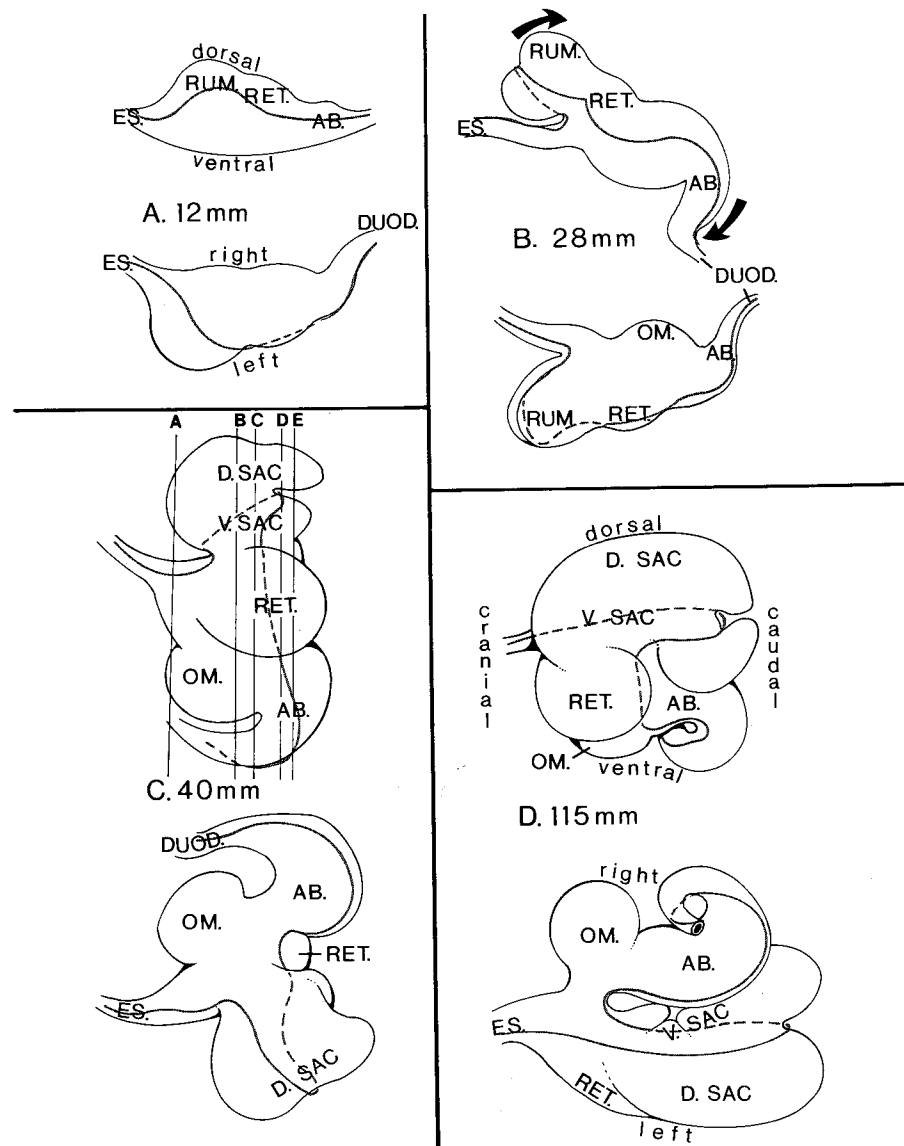 dorsal
RUM.
RET.
ES.
AB.
ventral
A. 12mm
DUOD.
right
ES.
left
RUM.
RET.
ES.
AB.
B. 28mm
DUOD.
OM.
AB.
RUM.
RET.
A B C D E
D. SAC
V. SAC
RET.
OM.
AB.
C. 40mm
DUOD.
AB.
OM.
RET.
ES.
D. SAC
dorsal
D. SAC
cranial
V. SAC
caudal
RET.
AB.
OM.
ventral
D. 115mm
right
OM.
AB.
V. SAC
ES.
RET.
D. SAC
left